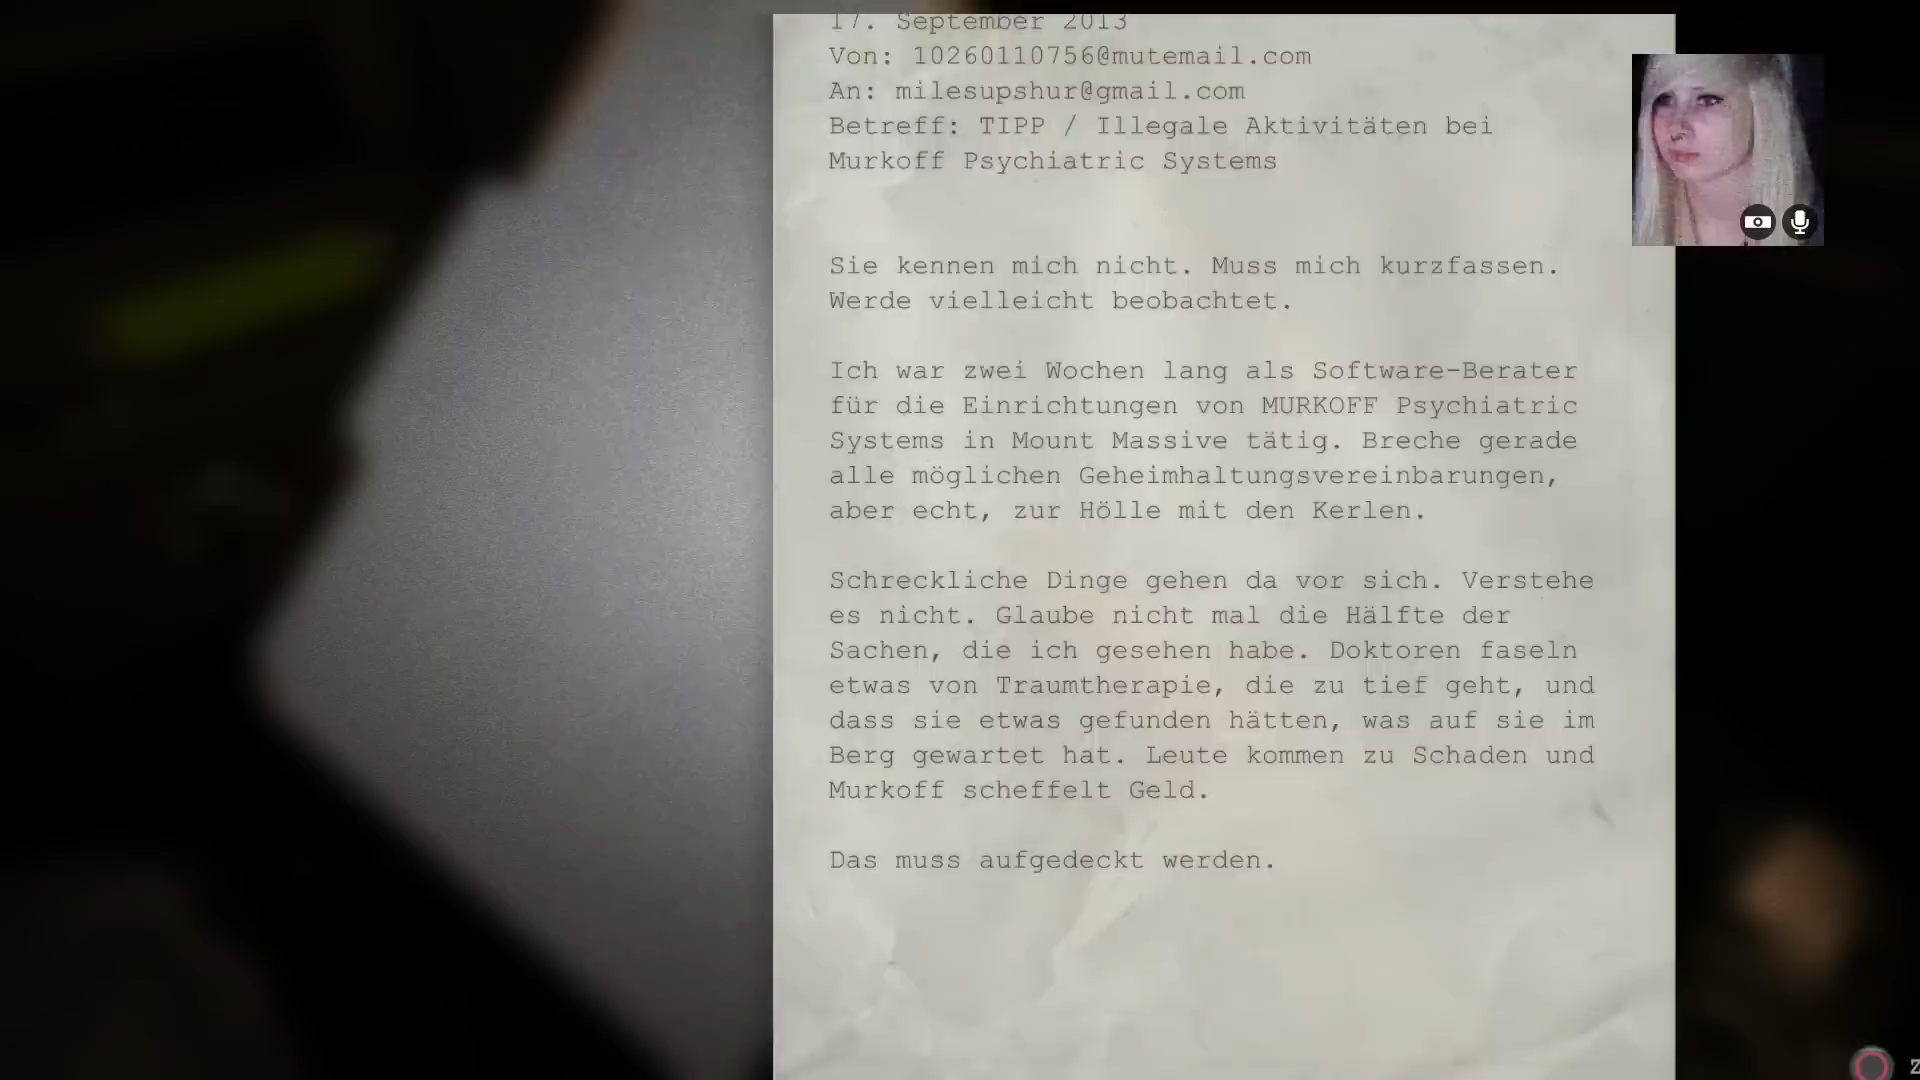 17. September 2013
Von: 10260110756@mutemail.com
An: milesupshur@gmail.com
Betreff: TIPP / Illegale Aktivitäten bei
Murkoff Psychiatric Systems
Sie kennen mich nicht. Muss mich kurzfassen.
Werde vielleicht beobachtet.
Ich war zwei Wochen lang als Software-Berater
für die Einrichtungen von MURKOFF Psychiatric
Systems in Mount Massive tätig. Breche gerade
alle möglichen Geheimhaltungsvereinbarungen,
aber echt, zur Hölle mit den Kerlen.
Schreckliche Dinge gehen da vor sich. Verstehe
es nicht. Glaube nicht mal die Hälfte der
Sachen, die ich gesehen habe. Doktoren faseln
etwas von Traumtherapie, die zu tief geht, und
dass sie etwas gefunden hätten, was auf sie im
Berg gewartet hat. Leute kommen zu Schaden und
Murkoff scheffelt Geld.
Das muss aufgedeckt werden.